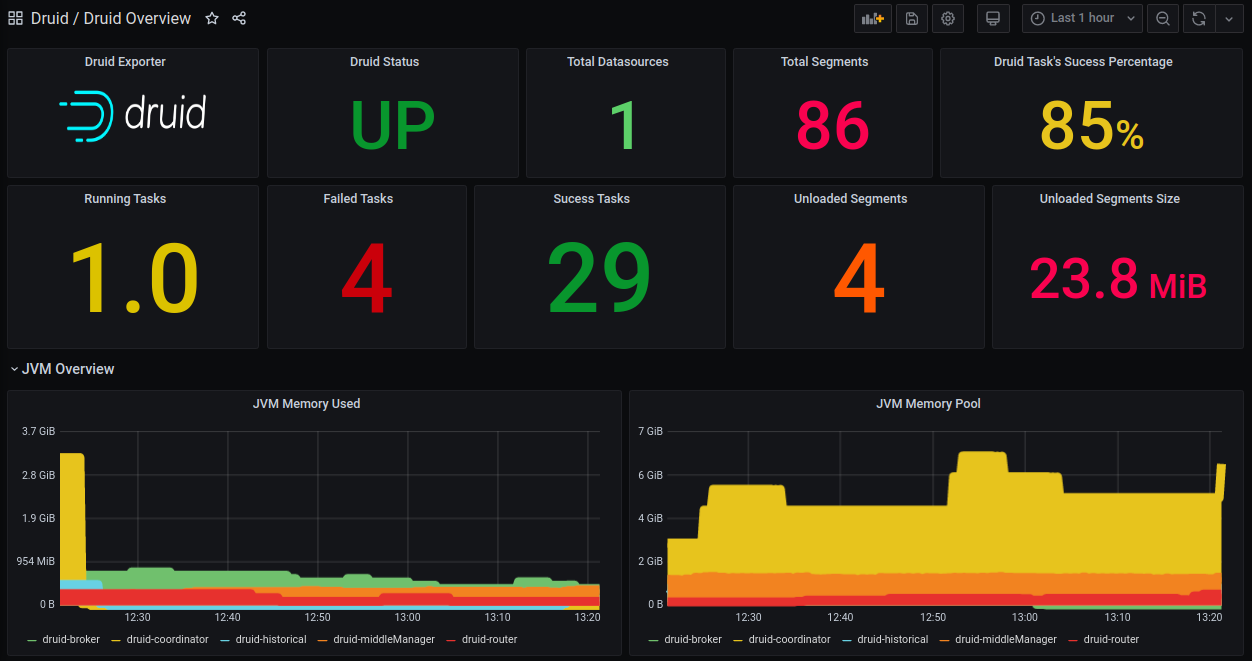 Druid / Druid Overview
Last 1 hour
Druid Exporter
Druid Status
Total Datasources
Total Segments
Druid Task's Sucess Percentage
druid
UP
1
86
85%
Running Tasks
Failed Tasks
Sucess Tasks
Unloaded Segments
Unloaded Segments Size
1.0
4
29
4
23.8 MiB
JVM Overview
JVM Memory Used
3.7 GiB
2.8 GiB
1.9 GiB
954 MiB
0 B
12:30 12:40 12:50 13:00 13:10 13:20
druid-broker druid-coordinator druid-historical druid-middleManager druid-router
JVM Memory Pool
7 GiB
6 GiB
4 GiB
2 GiB
0 B
12:30 12:40 12:50 13:00 13:10 13:20
druid-broker druid-coordinator druid-historical druid-middleManager druid-router